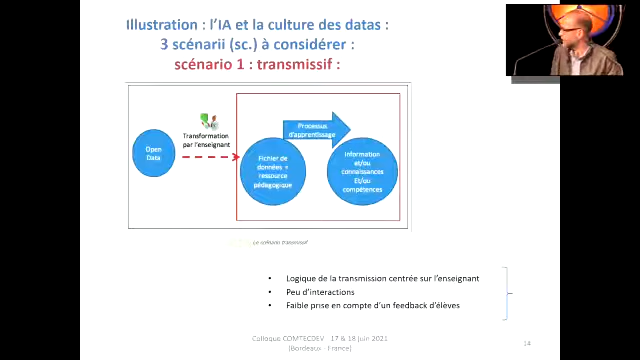 Illustration : l'IA et la culture des datas :
3 scénarii (sc.) à considérer :
scénario 1 : transmissif :
Open
Data
Transformation
par l'enseignant
Fichier de
données +
ressource
pédagogique
Processus
d'apprentissage
Information
et/ou
connaissances
Et/ou
compétences
Le scénario transmissif
• Logique de la transmission centrée sur l'enseignant
• Peu d'interactions
• Faible prise en compte d'un feedback d'élèves
Colloque COMTECDEV 17 & 18 juin 2021
(Bordeaux - France)
14